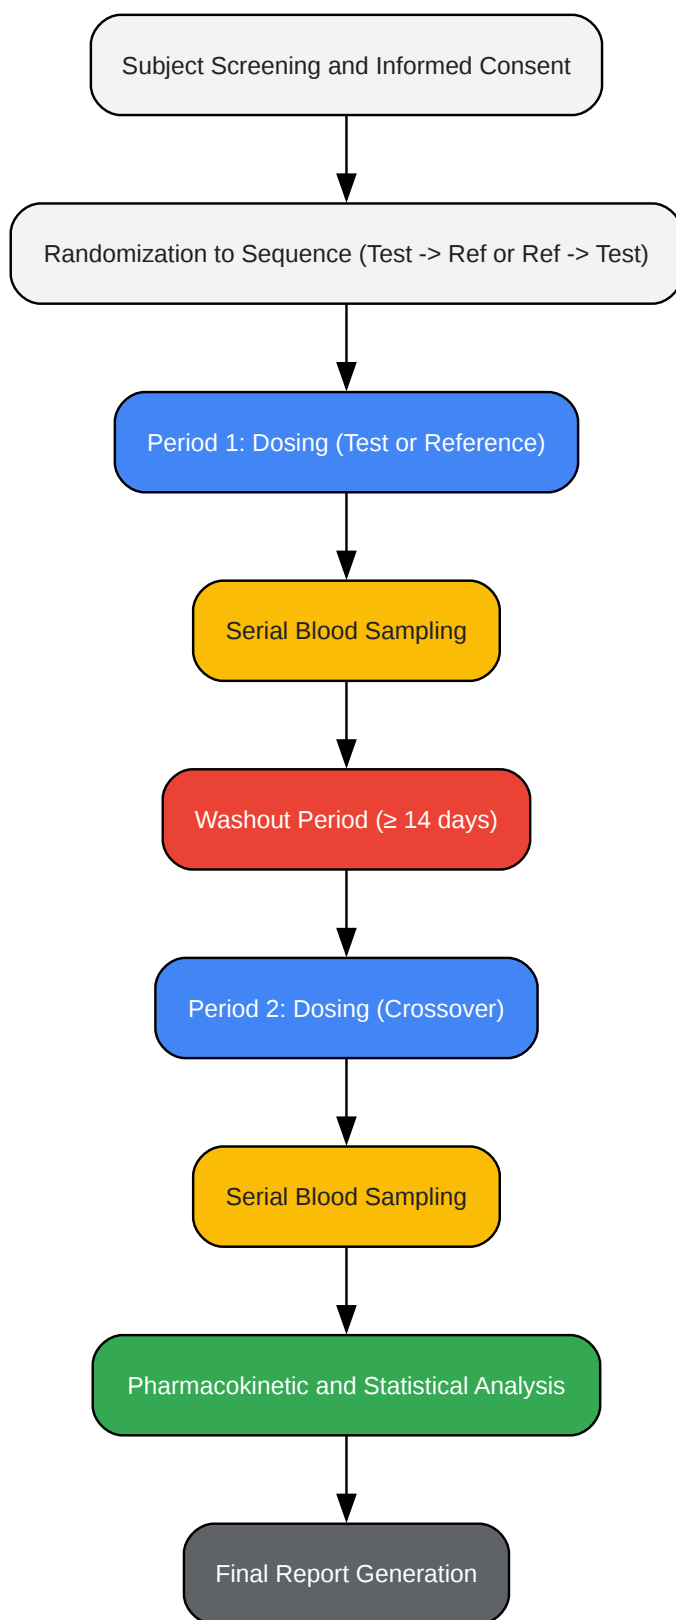 Subject Screening and Informed Consent
Randomization to Sequence (Test -> Ref or Ref -> Test)
Period 1: Dosing (Test or Reference)
Serial Blood Sampling
Washout Period (≥ 14 days)
Period 2: Dosing (Crossover)
Serial Blood Sampling
Pharmacokinetic and Statistical Analysis
Final Report Generation